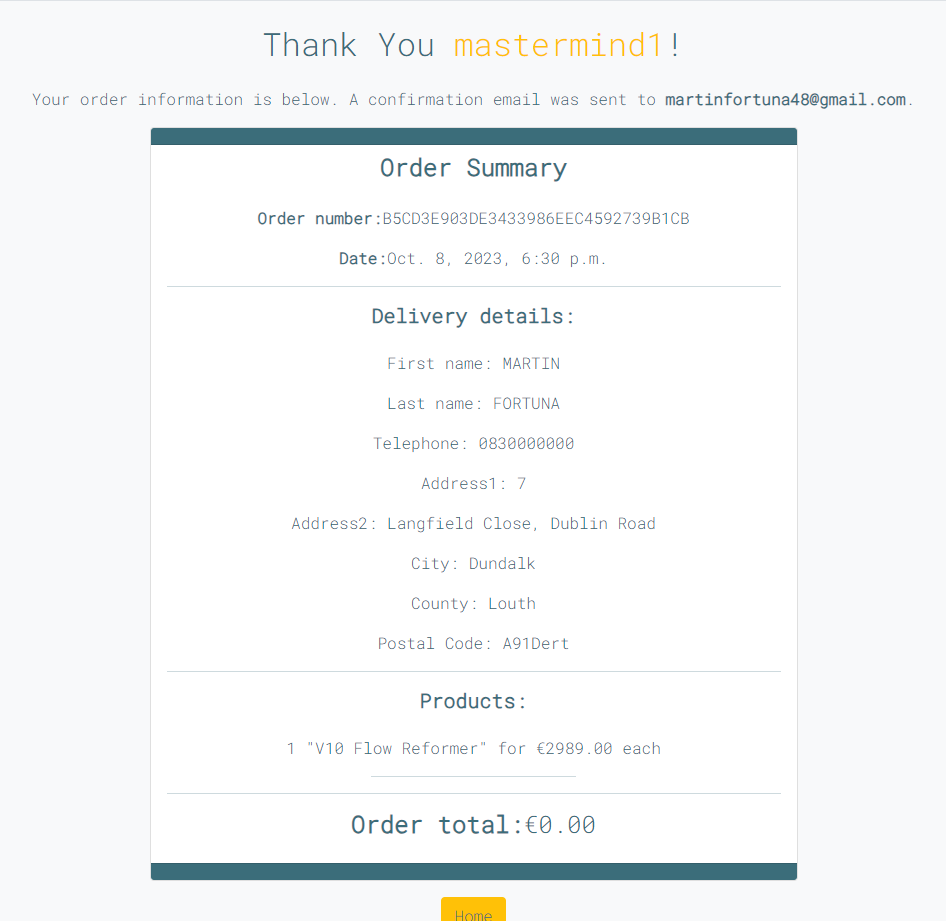 Thank You mastermind1!
Your order information is below. A confirmation email was sent to martinfortuna48@gmail.com.
Order Summary
Order number:B5CD3E903DE3433986EEC4592739B1CB
Date:Oct. 8, 2023, 6:30 p.m.
Delivery details:
First name: MARTIN
Last name: FORTUNA
Telephone: 0830000000
Address1: 7
Address2: Langfield Close, Dublin Road
City: Dundalk
County: Louth
Postal Code: A91Dert
Products:
1 "V10 Flow Reformer" for €2989.00 each
Order total:€0.00
Home